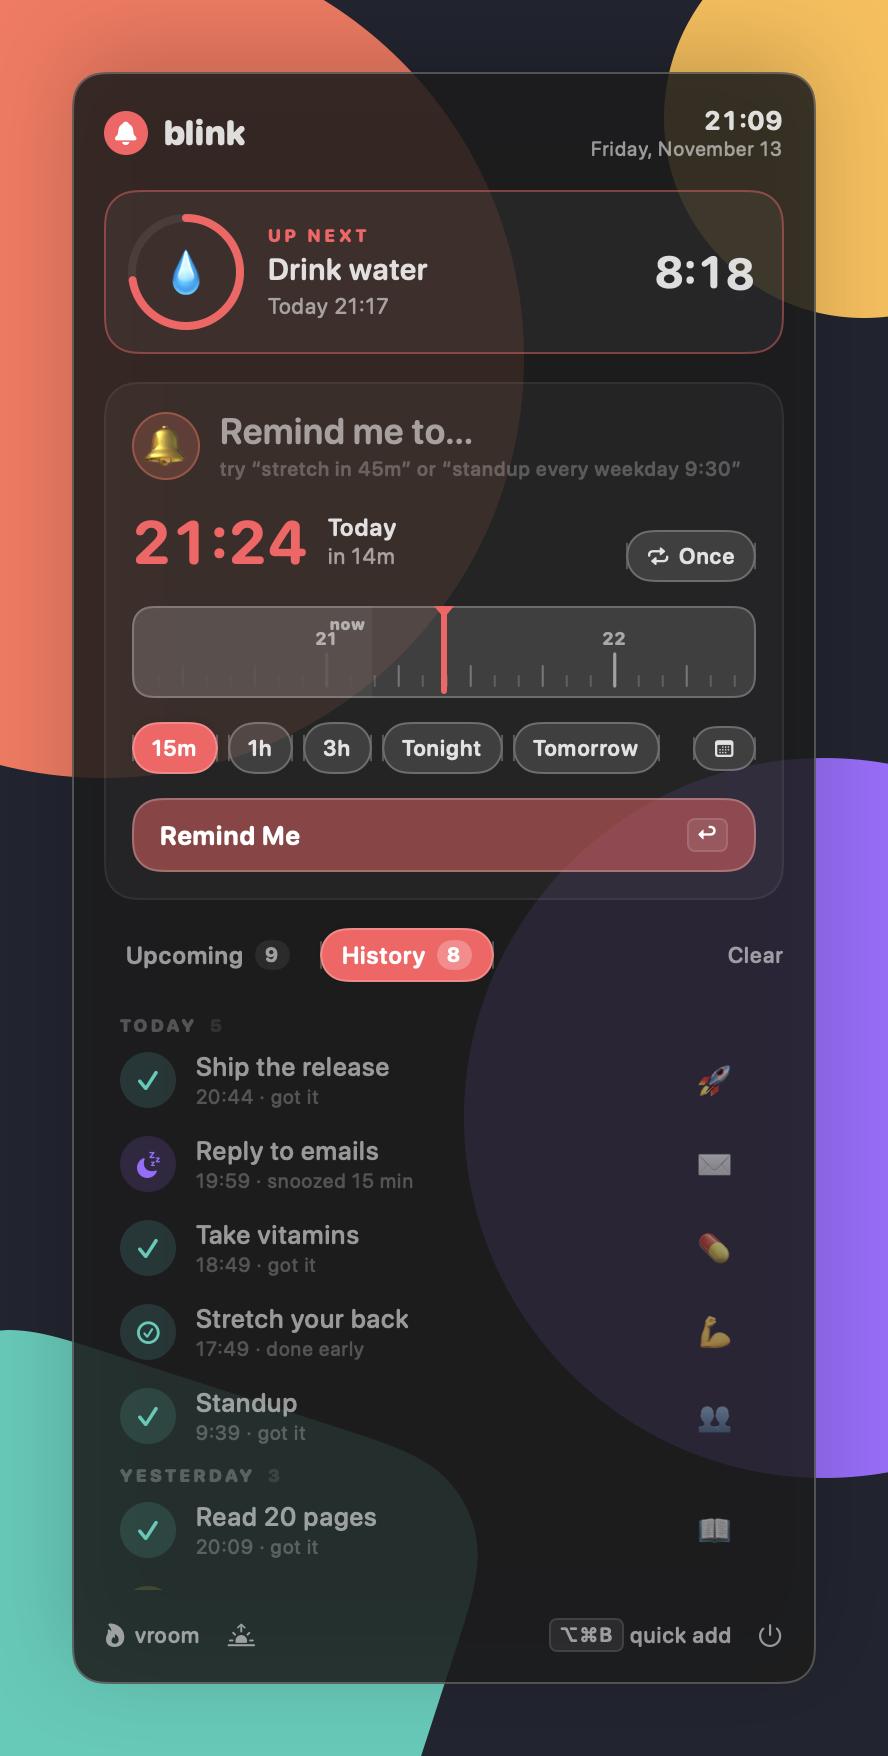 blink
21:09
Friday, November 13
UP NEXT
Drink water
Today 21:17
8:18
Remind me to...
try “stretch in 45m” or “standup every weekday 9:30”
21:24
Today
in 14m
Once
now
21
22
15m
1h
3h
Tonight
Tomorrow
Remind Me
Upcoming 9
History 8
Clear
TODAY 5
Ship the release
20:44 · got it
Reply to emails
19:59 · snoozed 15 min
Take vitamins
18:49 · got it
Stretch your back
17:49 · done early
Standup
9:39 · got it
YESTERDAY 3
Read 20 pages
20:09 · got it
vroom
⌥⌘B quick add